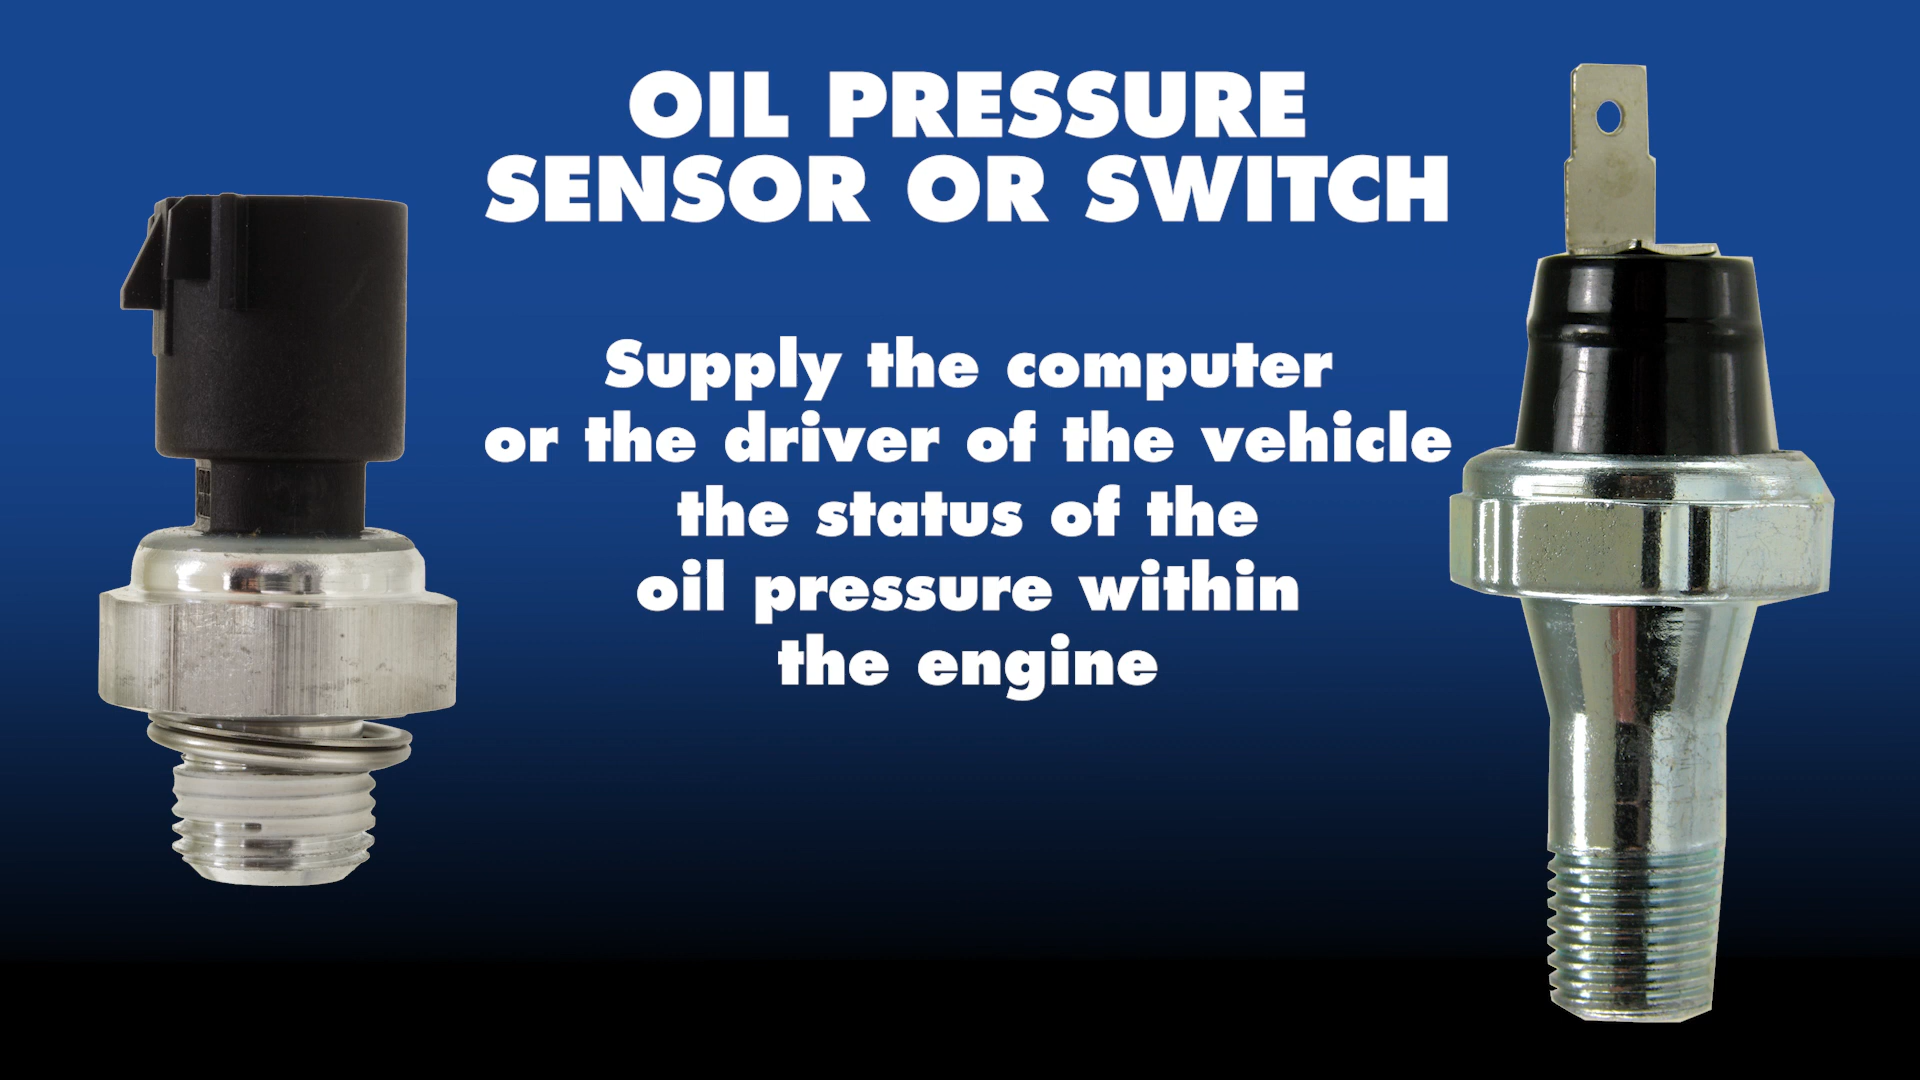 OIL PRESSURE
SENSOR OR SWITCH
Supply the computer
or the driver of the vehicle
the status of the
oil pressure within
the engine